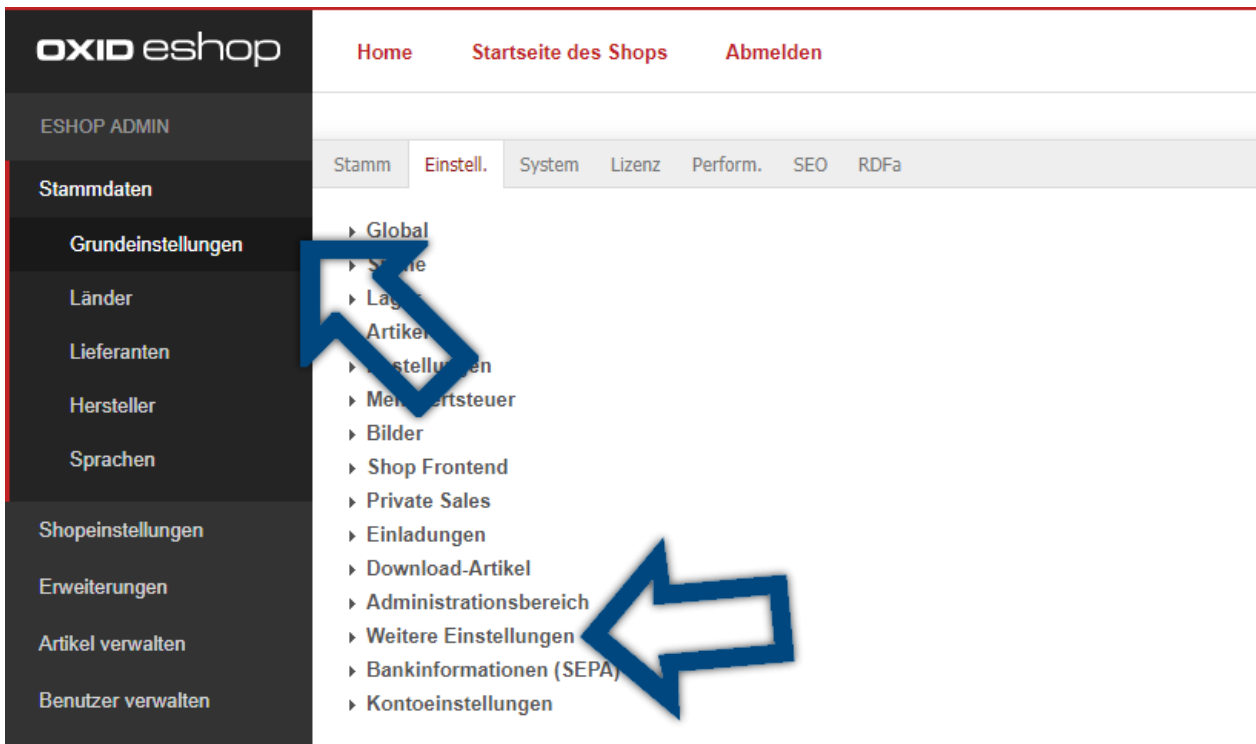 OXID eshop
Home Startseite des Shops Abmelden
ESHOP ADMIN
Stammdaten
Grundeinstellungen
Länder
Lieferanten
Hersteller
Sprachen
Shopeinstellungen
Erweiterungen
Artikel verwalten
Benutzer verwalten
Stamm Einstell. System Lizenz Perform. SEO RDFa
Global
Artikel
Bilder
Shop Frontend
Private Sales
Einladungen
Download-Artikel
Administrationsbereich
Weitere Einstellungen
Bankinformationen (SEPA)
Kontoeinstellungen